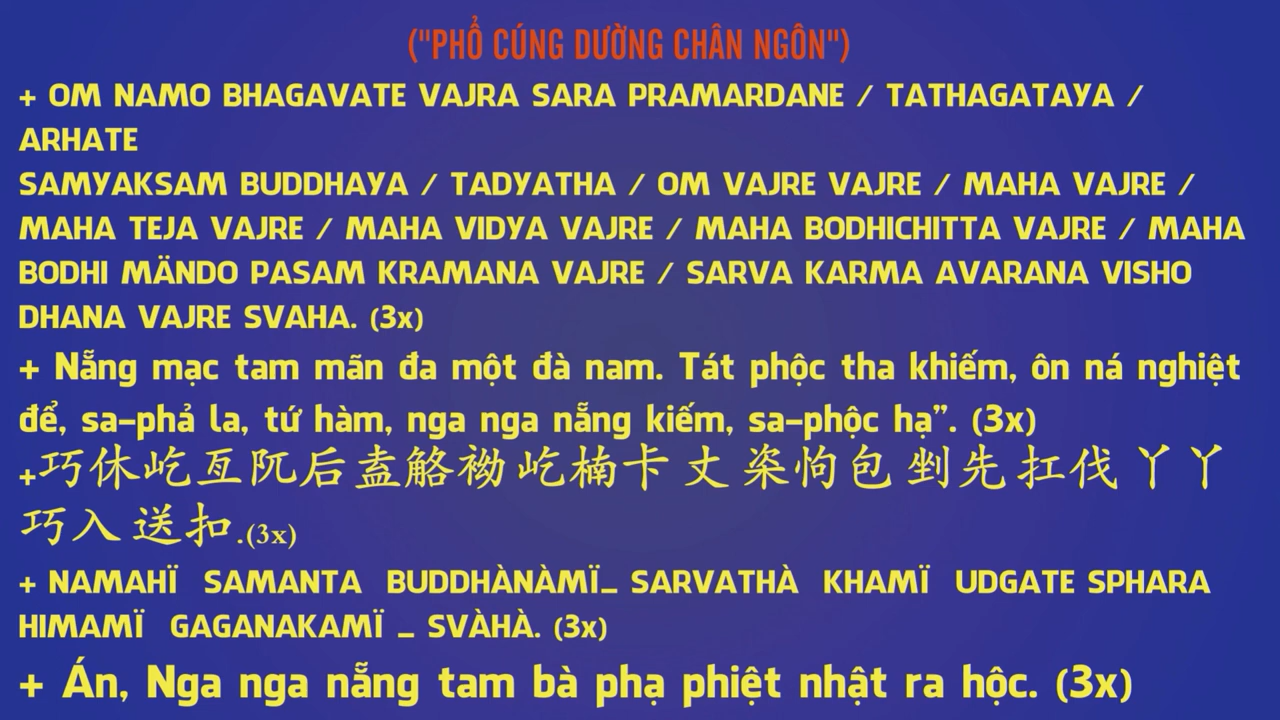 ("PHỔ CÚNG DƯỜNG CHÂN NGÔN")
+ OM NAMO BHAGAVATE VAJRA SARA PRAMARDANE / TATHAGATAYA /
ARHATE
SAMYAKSAM BUDDHAYA / TADYATHA / OM VAJRE VAJRE / MAHA VAJRE /
MAHA TEJA VAJRE / MAHA VIDYA VAJRE / MAHA BODHICHITTA VAJRE / MAHA
BODHI MÄNDO PASAM KRAMANA VAJRE / SARVA KARMA AVARANA VISHO
DHANA VAJRE SVAHA. (3x)
+ Nẵng mạc tam mãn đa một đà nam. Tát phộc tha khiếm, ôn ná nghiệt
để, sa-phả la, tứ hàm, nga nga nẵng kiếm, sa-phộc hạ”. (3x)
+巧休屹亙阢后盍觡袎屹楠卡丈 栥怐包 剉先扛伐 丫丫
巧入送扣.(3x)
+ NAMAHÏ SAMANTA BUDDHÀNÀMÏ_ SARVATHÀ KHAMÏ UDGATE SPHARA
HIMAMÏ GAGANAKAMÏ _ SVÀHÀ. (3x)
+ Án, Nga nga nẵng tam bà phạ phiệt nhật ra hộc. (3x)